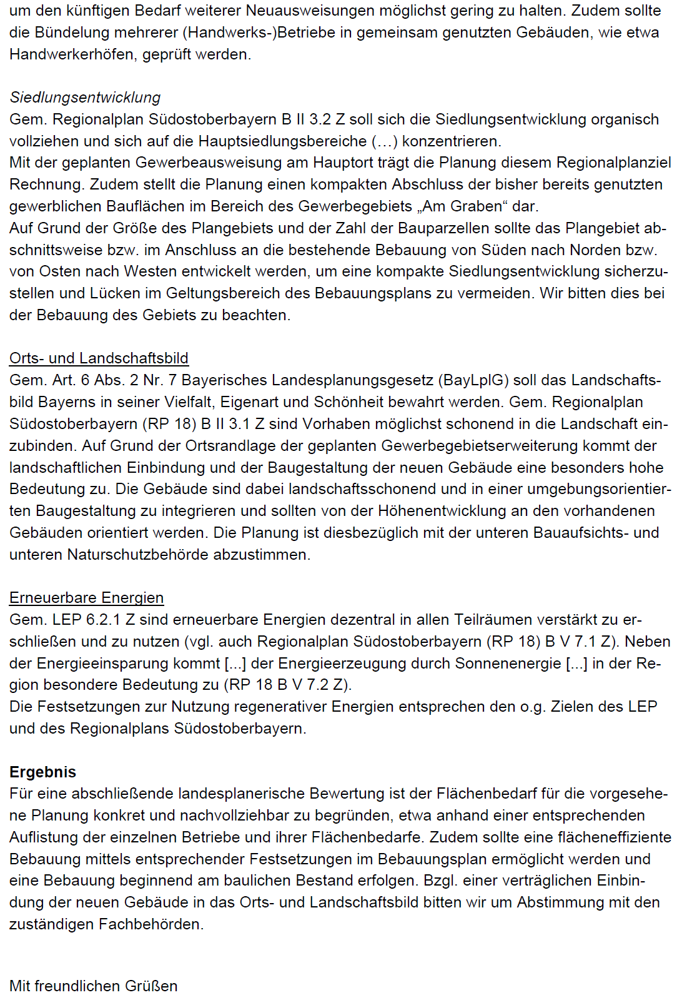 um den künftigen Bedarf weiterer Neuausweisungen möglichst gering zu halten. Zudem sollte
die Bündelung mehrerer (Handwerks-)Betriebe in gemeinsam genutzten Gebäuden, wie etwa
Handwerkerhöfen, geprüft werden.
Siedlungsentwicklung
Gem. Regionalplan Südostoberbayern B II 3.2 Z soll sich die Siedlungsentwicklung organisch
vollziehen und sich auf die Hauptsiedlungsbereiche (…) konzentrieren.
Mit der geplanten Gewerbeausweisung am Hauptort trägt die Planung diesem Regionalplanziel
Rechnung. Zudem stellt die Planung einen kompakten Abschluss der bisher bereits genutzten
gewerblichen Bauflächen im Bereich des Gewerbegebiets „Am Graben“ dar.
Auf Grund der Größe des Plangebiets und der Zahl der Bauparzellen sollte das Plangebiet ab-
schnittsweise bzw. im Anschluss an die bestehende Bebauung von Süden nach Norden bzw.
von Osten nach Westen entwickelt werden, um eine kompakte Siedlungsentwicklung sicherzu-
stellen und Lücken im Geltungsbereich des Bebauungsplans zu vermeiden. Wir bitten dies bei
der Bebauung des Gebiets zu beachten.
Orts- und Landschaftsbild
Gem. Art. 6 Abs. 2 Nr. 7 Bayerisches Landesplanungsgesetz (BayLplG) soll das Landschafts-
bild Bayerns in seiner Vielfalt, Eigenart und Schönheit bewahrt werden. Gem. Regionalplan
Südostoberbayern (RP 18) B II 3.1 Z sind Vorhaben möglichst schonend in die Landschaft ein-
zubinden. Auf Grund der Ortsrandlage der geplanten Gewerbegebietserweiterung kommt der
landschaftlichen Einbindung und der Baugestaltung der neuen Gebäude eine besonders hohe
Bedeutung zu. Die Gebäude sind dabei landschaftsschonend und in einer umgebungsorientier-
ten Baugestaltung zu integrieren und sollten von der Höhenentwicklung an den vorhandenen
Gebäuden orientiert werden. Die Planung ist diesbezüglich mit der unteren Bauaufsichts- und
unteren Naturschutzbehörde abzustimmen.
Erneuerbare Energien
Gem. LEP 6.2.1 Z sind erneuerbare Energien dezentral in allen Teilräumen verstärkt zu er-
schließen und zu nutzen (vgl. auch Regionalplan Südostoberbayern (RP 18) B V 7.1 Z). Neben
der Energieeinsparung kommt [...] der Energieerzeugung durch Sonnenenergie [...] in der Re-
gion besondere Bedeutung zu (RP 18 B V 7.2 Z).
Die Festsetzungen zur Nutzung regenerativer Energien entsprechen den o.g. Zielen des LEP
und des Regionalplans Südostoberbayern.
Ergebnis
Für eine abschließende landesplanerische Bewertung ist der Flächenbedarf für die vorgesehe-
ne Planung konkret und nachvollziehbar zu begründen, etwa anhand einer entsprechenden
Auflistung der einzelnen Betriebe und ihrer Flächenbedarfe. Zudem sollte eine flächeneffiziente
Bebauung mittels entsprechender Festsetzungen im Bebauungsplan ermöglicht werden und
eine Bebauung beginnend am baulichen Bestand erfolgen. Bzgl. einer verträglichen Einbin-
dung der neuen Gebäude in das Orts- und Landschaftsbild bitten wir um Abstimmung mit den
zuständigen Fachbehörden.
Mit freundlichen Grüßen